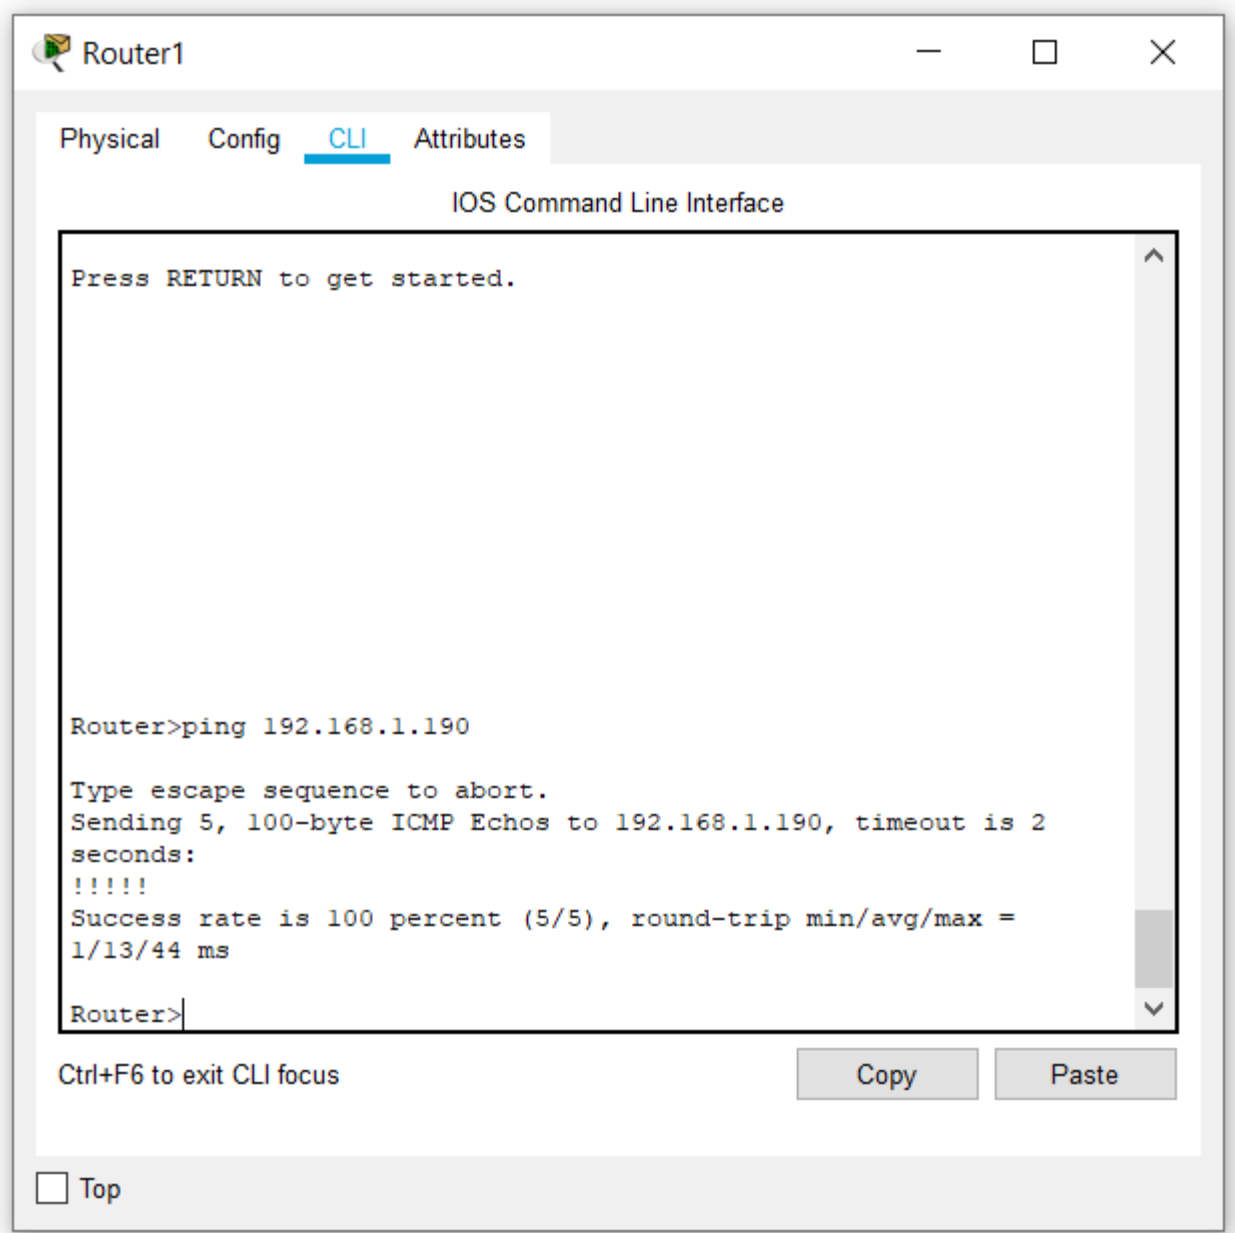 Router1
Physical Config CLI Attributes
IOS Command Line Interface
Press RETURN to get started.
Router>ping 192.168.1.190
Type escape sequence to abort.
Sending 5, 100-byte ICMP Echos to 192.168.1.190, timeout is 2
seconds:
!!!!!
Success rate is 100 percent (5/5), round-trip min/avg/max =
1/13/44 ms
Router>
Ctrl+F6 to exit CLI focus
Copy Paste
Top